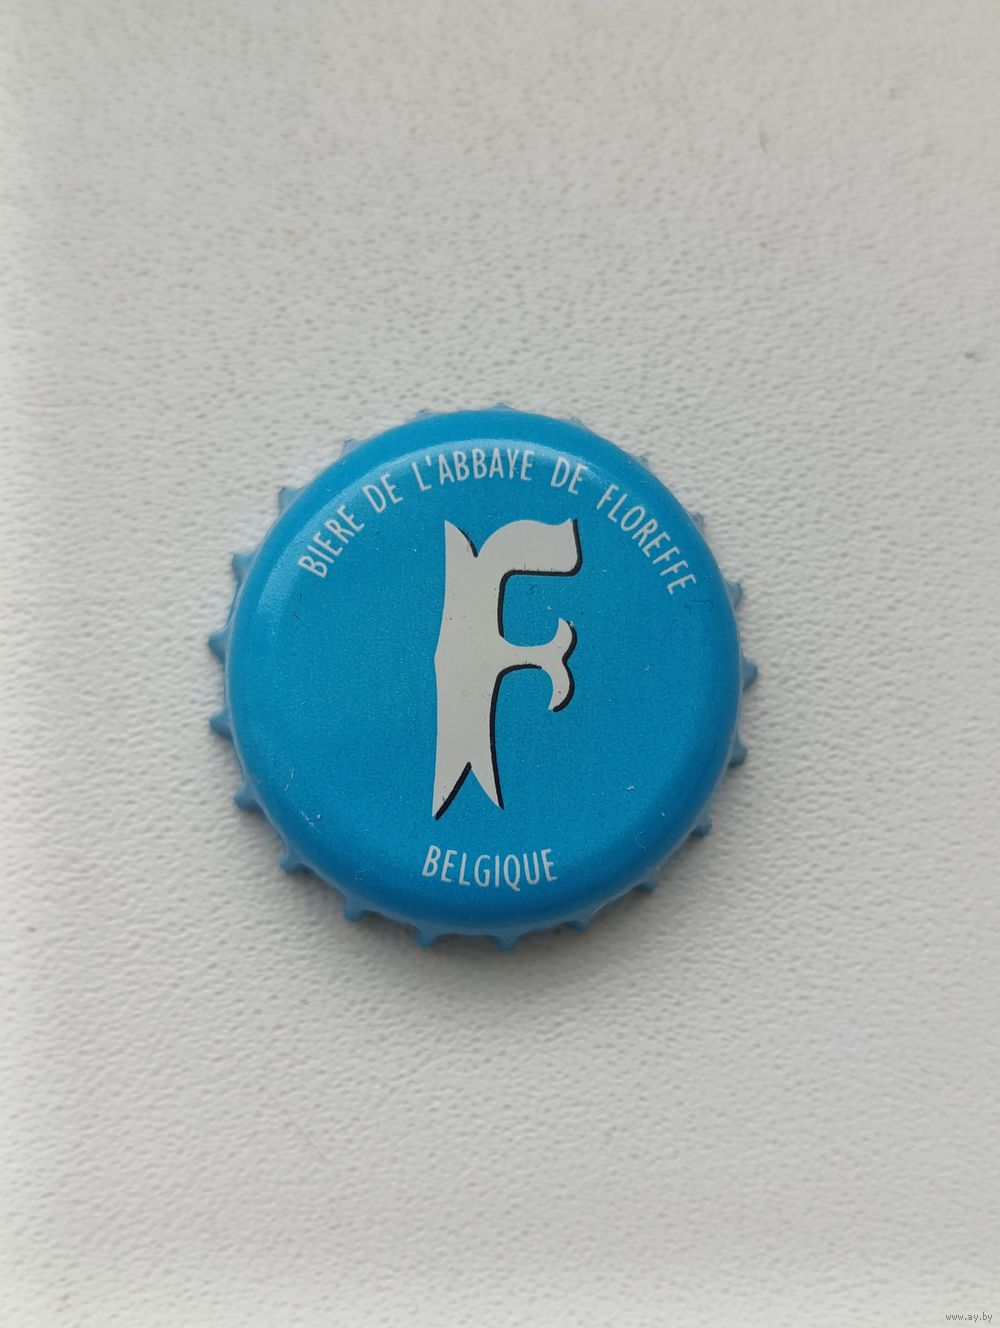 BIERE DE L'ABBAYE DE FLOREFFE
F
BELGIQUE
www.ay.by